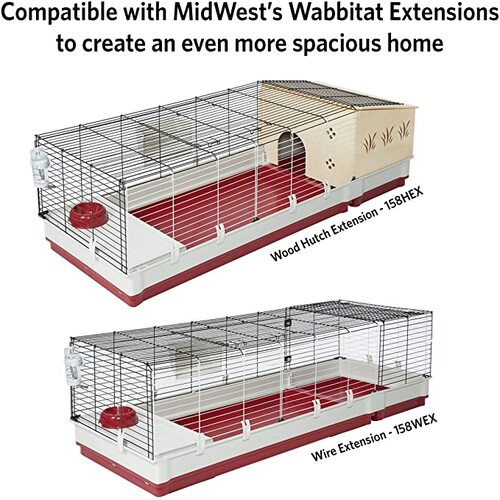 Compatible with MidWest's Wabbitat Extensions
to create an even more spacious home
Wood Hutch Extension - 158HEX
Wire Extension - 158WEX